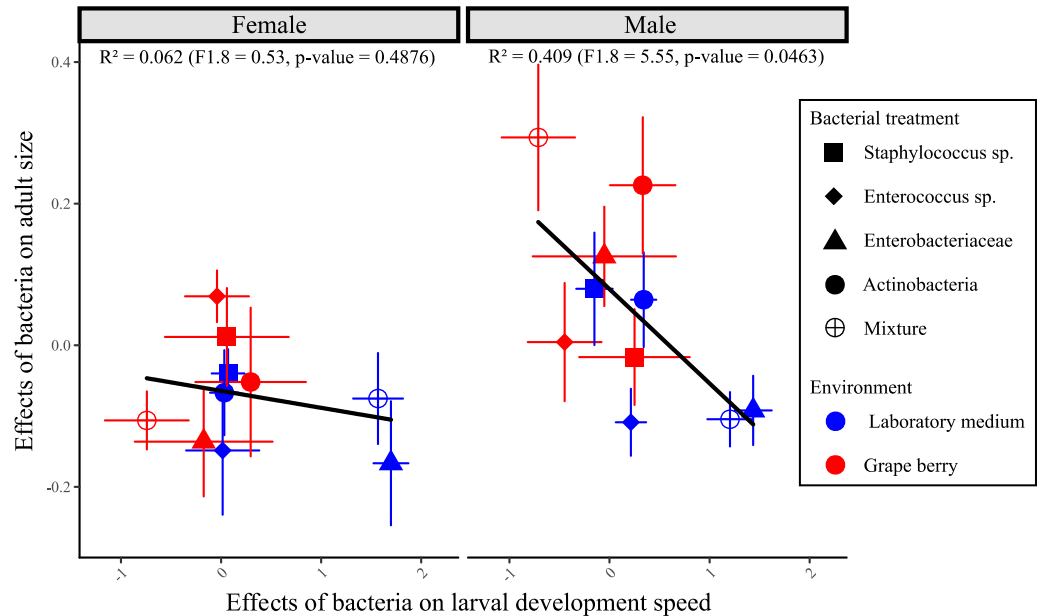 Female
Male
R² = 0.062 (F1.8 = 0.53, p-value = 0.4876)
R² = 0.409 (F1.8 = 5.55, p-value = 0.0463)
Effects of bacteria on adult size
0.4
0.2
0.0
-0.2
-1
0
1
2
-1
0
1
2
Effects of bacteria on larval development speed
Bacterial treatment
Staphylococcus sp.
Enterococcus sp.
Enterobacteriaceae
Actinobacteria
Mixture
Environment
Laboratory medium
Grape berry